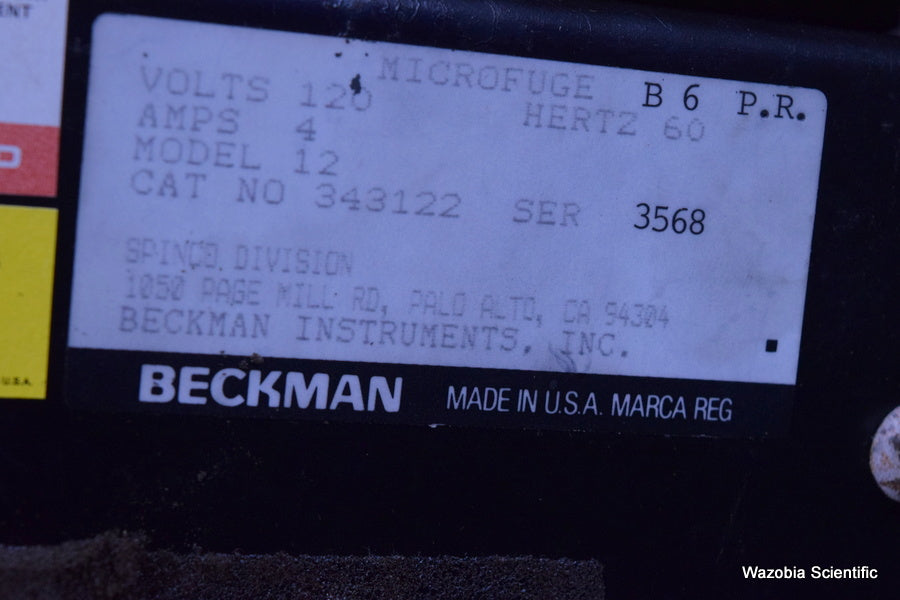 ENT
MICROFUGE B 6 P.R.
VOLTS 120 HERTZ 60
AMPS 4
MODEL 12
CAT NO 343122 SER 3568
SPINCO DIVISION
1050 PAGE MILL RD, PALO ALTO, CA 94304
BECKMAN INSTRUMENTS, INC.
BECKMAN MADE IN U.S.A. MARCA REG
U.S.A.
Wazobia Scientific